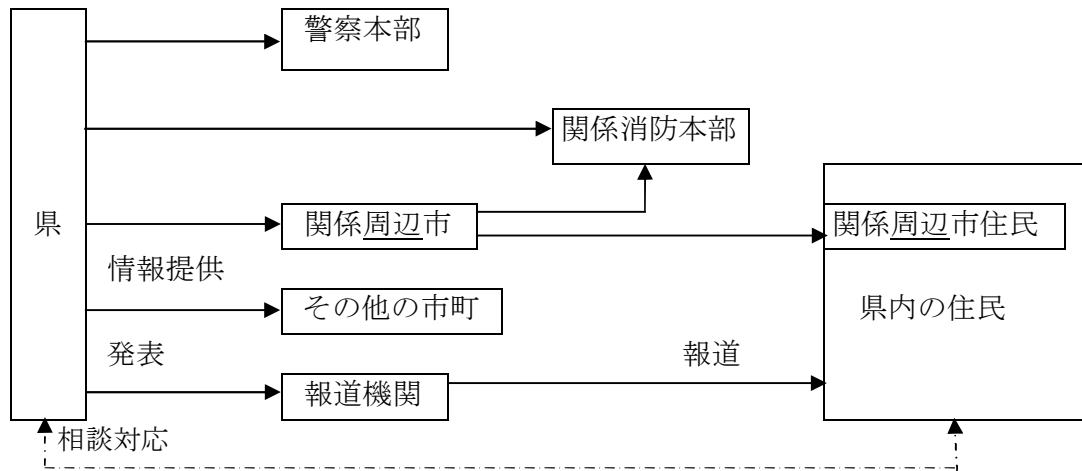 警察本部
関係消防本部
県
関係周辺市
関係周辺市住民
情報提供
その他の市町
県内の住民
発表
報道
報道機関
相談対応